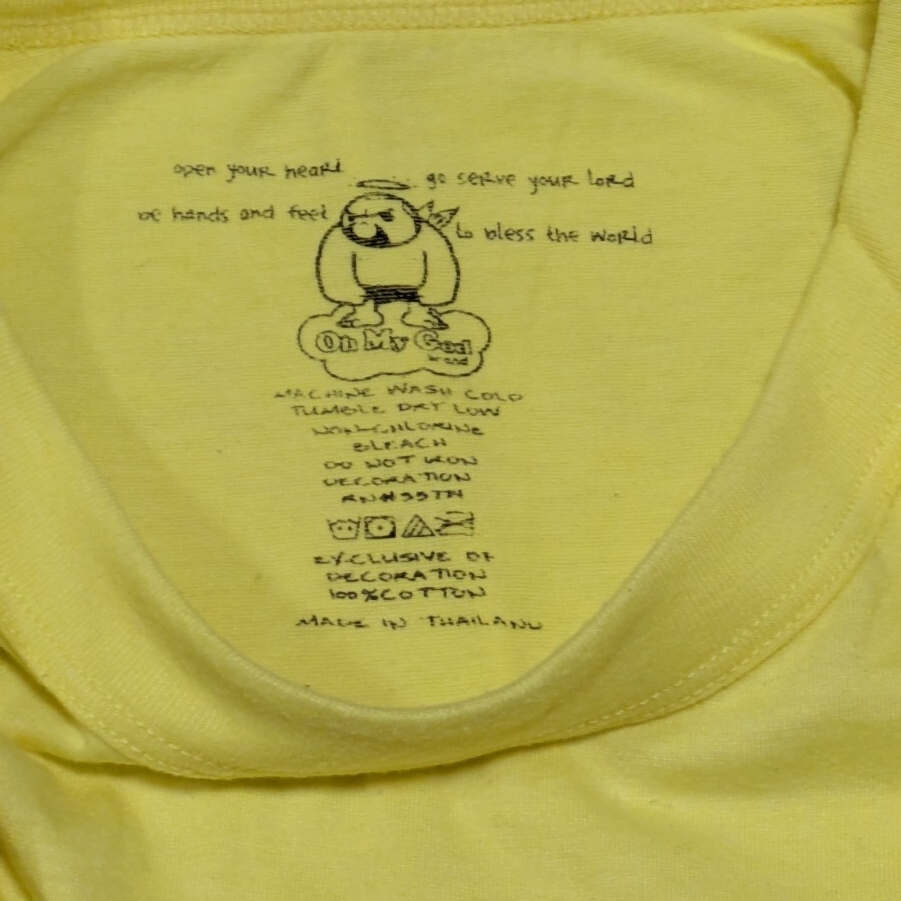 open your heart
go serve your lord
be hands and feet
to bless the world
Oh My God
MACHINE WASH COLD
TUMBLE DRY LOW
NON-CHLORINE
BLEACH
DO NOT IRON
DECORATION
EXCLUSIVE OF
DECORATION
100% COTTON
MADE IN THAILAND